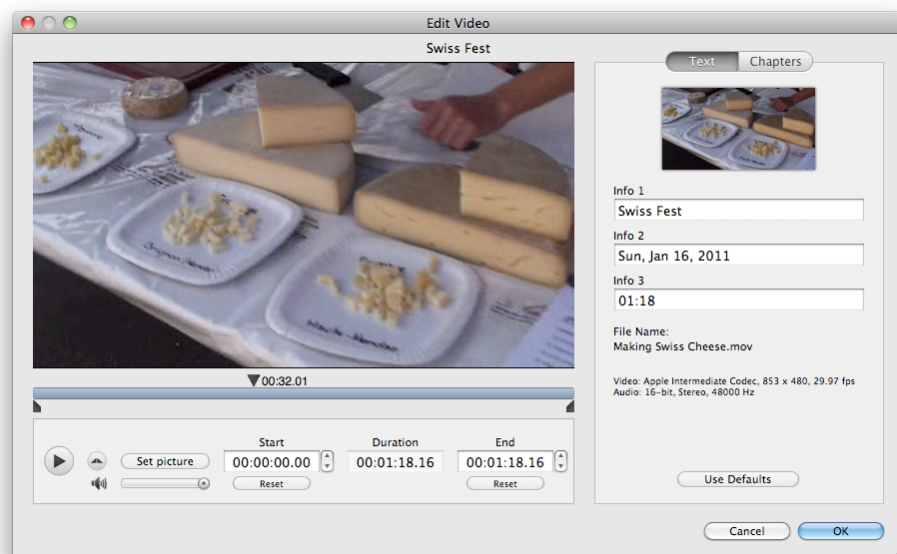 Edit Video
Swiss Fest
Text
Chapters
Info 1
Swiss Fest
Info 2
Sun, Jan 16, 2011
Info 3
01:18
File Name:
Making Swiss Cheese.mov
Video: Apple Intermediate Codec, 853 x 480, 29.97 fps
Audio: 16-bit, Stereo, 48000 Hz
00:32.01
Start
Duration
End
Set picture
00:00:00.00
00:01:18.16
00:01:18.16
Reset
Reset
Use Defaults
Cancel
OK